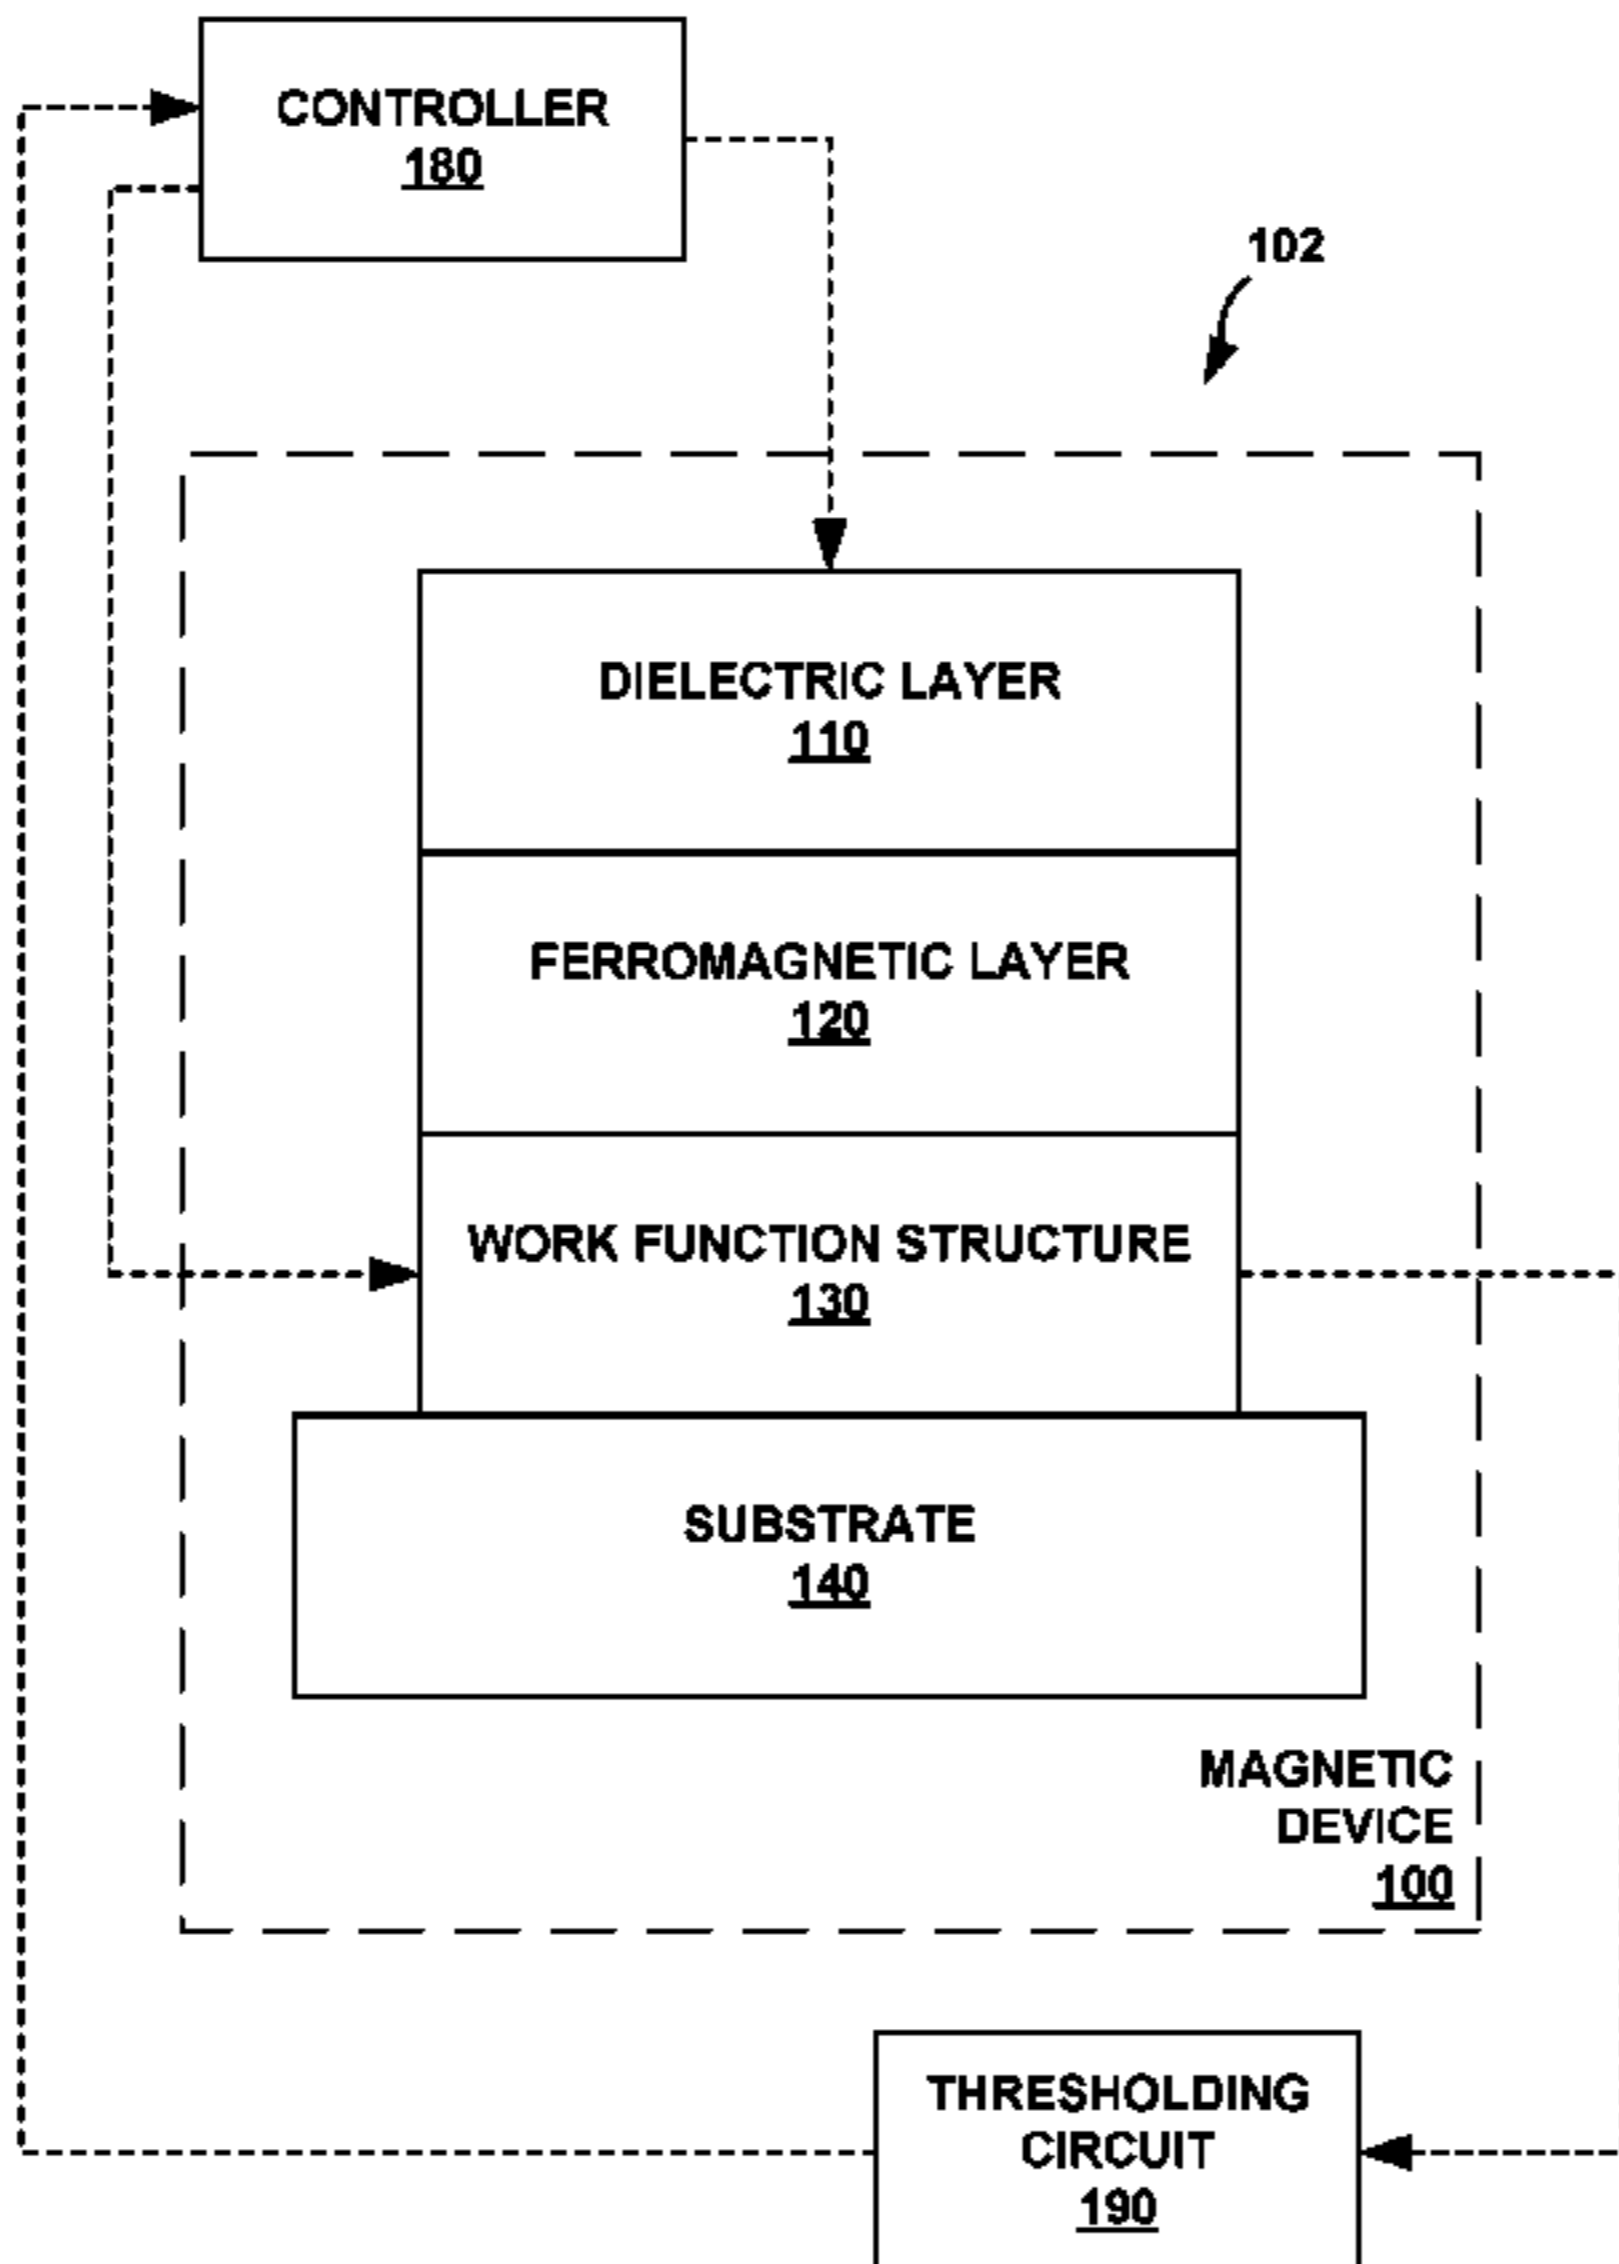 CONTROLLER
180
102
DIELECTRIC LAYER
110
FERROMAGNETIC LAYER
120
WORK FUNCTION STRUCTURE
130
SUBSTRATE
140
MAGNETIC
DEVICE
100
THRESHOLDING
CIRCUIT
190